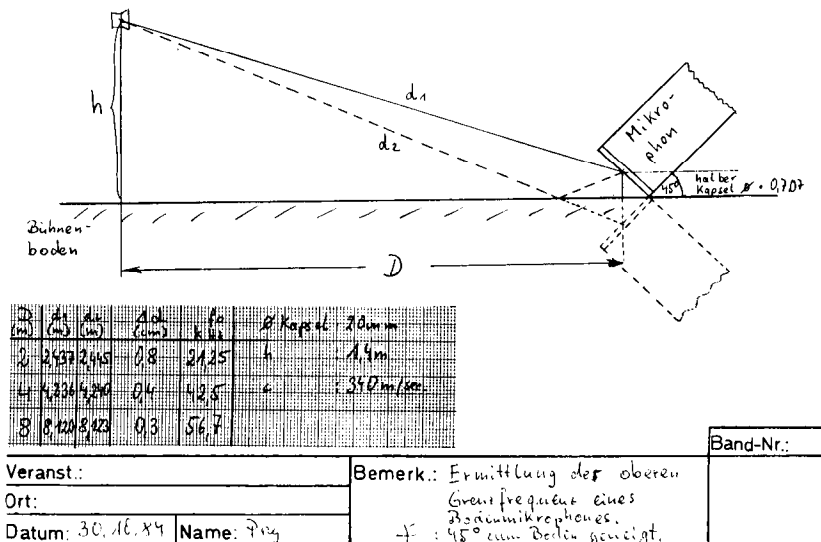 h
d₁
d₂
Mikro-
phon
45°
halber
Kapsel ø · 0,707
Bühnen-
boden
D
D (m) d₁ (m) d₂ (m) Δd (cm) fo kHz ø Kapsel : 20mm
2 2,437 2,445 0,8 21,25 h : 1,4m
4 4,236 4,240 0,4 42,5 c : 340 m/sec.
8 8,120 8,123 0,3 56,7
Band-Nr.:
Veranst.:
Ort:
Datum: 30. 84 Name:
Bemerk.: Ermittlung der oberen
Grenzfrequenz eines
Bodenmikrophones.
: 45° zum Boden geneigt.